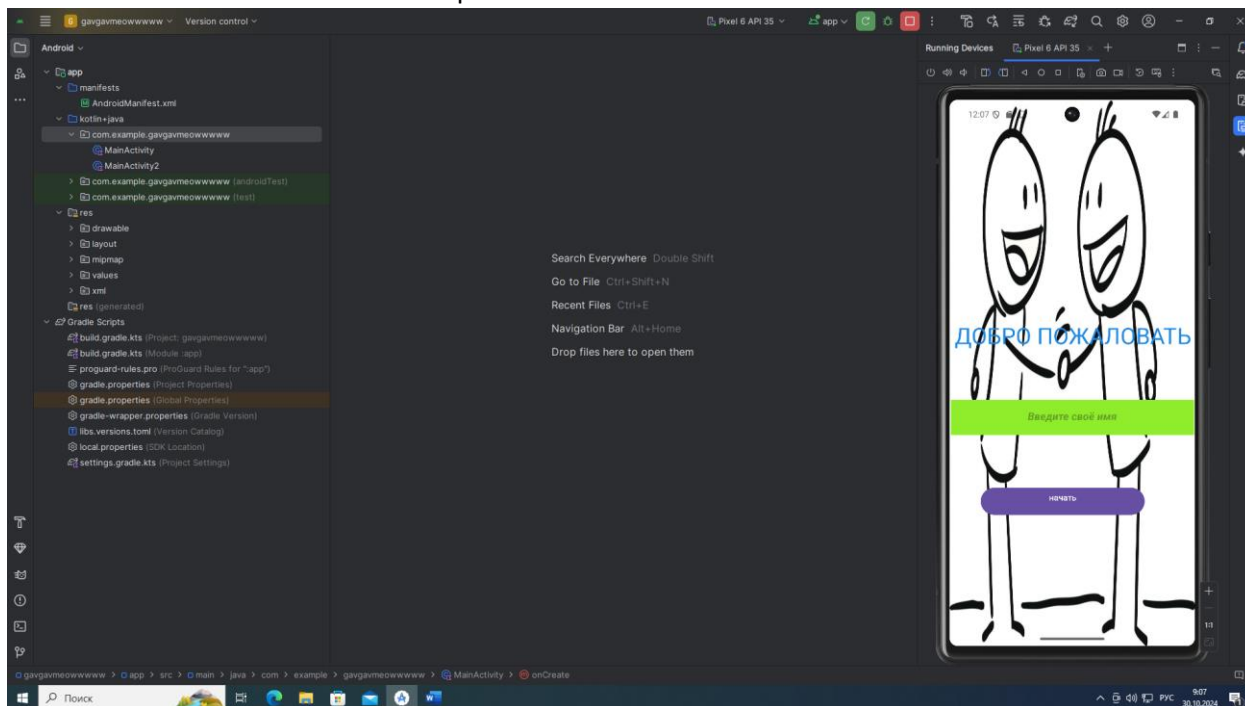 gavgavmeowwwww Version control Pixel 6 API 35 app
Android
Running Devices Pixel 6 API 35
app
manifests
AndroidManifest.xml
kotlin+java
com.example.gavgavmeowwwww
MainActivity
MainActivity2
com.example.gavgavmeowwwww (androidTest)
com.example.gavgavmeowwwww (test)
res
drawable
layout
mipmap
values
xml
res (generated)
Gradle Scripts
build.gradle.kts (Project: gavgavmeowwwww)
build.gradle.kts (Module :app)
proguard-rules.pro (ProGuard Rules for ":app")
gradle.properties (Project Properties)
gradle.properties (Global Properties)
gradle-wrapper.properties (Gradle Version)
libs.versions.toml (Version Catalog)
local.properties (SDK Location)
settings.gradle.kts (Project Settings)
Search Everywhere Double Shift
Go to File Ctrl+Shift+N
Recent Files Ctrl+E
Navigation Bar Alt+Home
Drop files here to open them
12:07
ДОБРО ПОЖАЛОВАТЬ
Введите своё имя
начать
1:1
gavgavmeowwwww > app > src > main > java > com > example > gavgavmeowwwww > MainActivity > onCreate
Поиск
РУС
9:07
30.10.2024